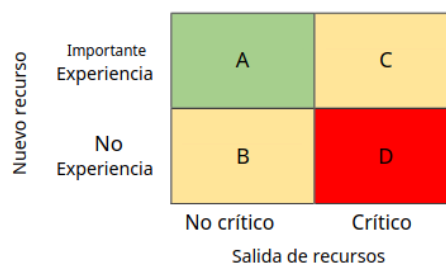 Nuevo recurso
Importante
Experiencia
A
C
No
Experiencia
B
D
No crítico
Crítico
Salida de recursos